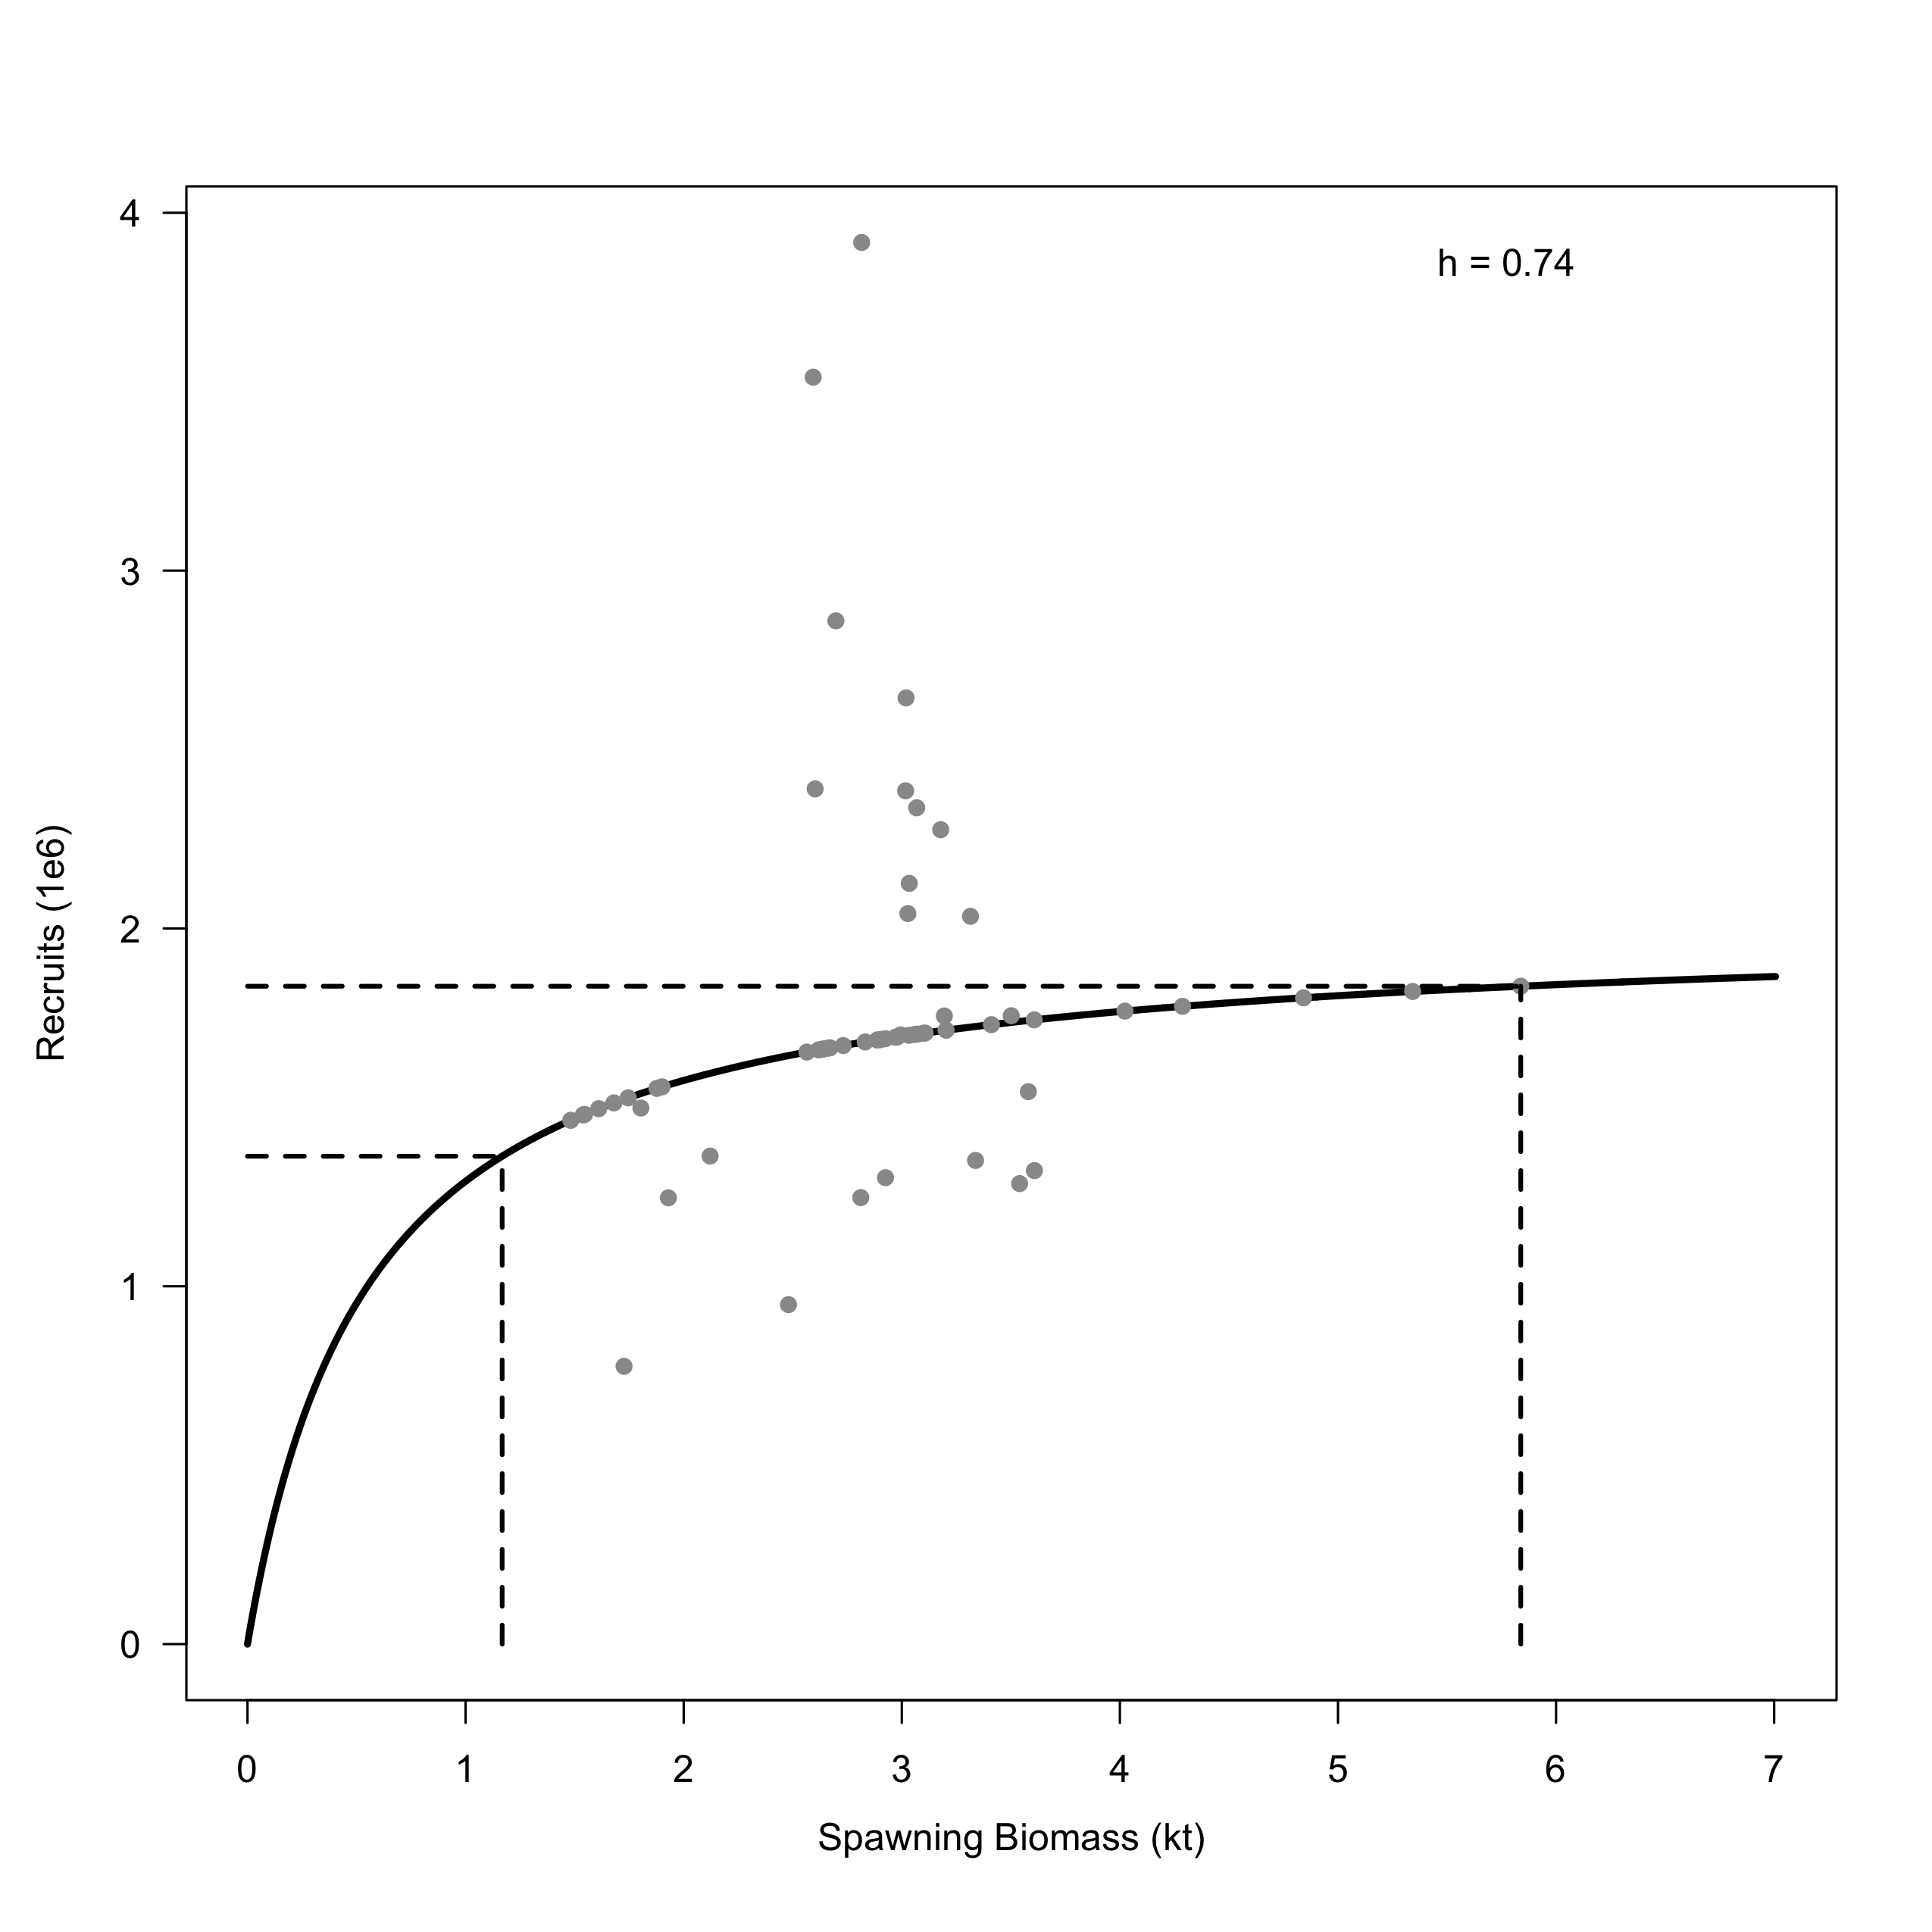 h = 0.74
4
3
2
1
0
Recruits (1e6)
0 1 2 3 4 5 6 7
Spawning Biomass (kt)